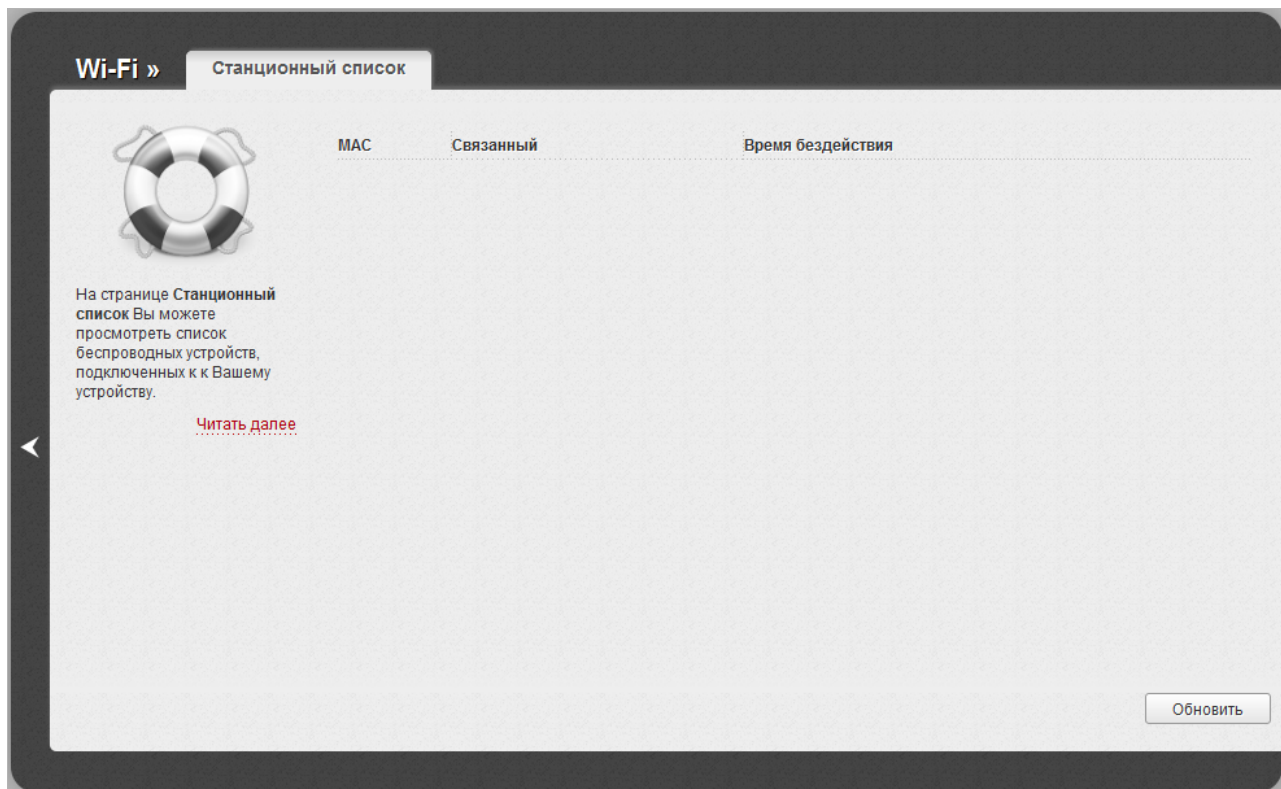 Wi-Fi » Станционный список
MAC Связанный Время бездействия
На странице Станционный
список Вы можете
просмотреть список
беспроводных устройств,
подключенных к к Вашему
устройству.
Читать далее
Обновить